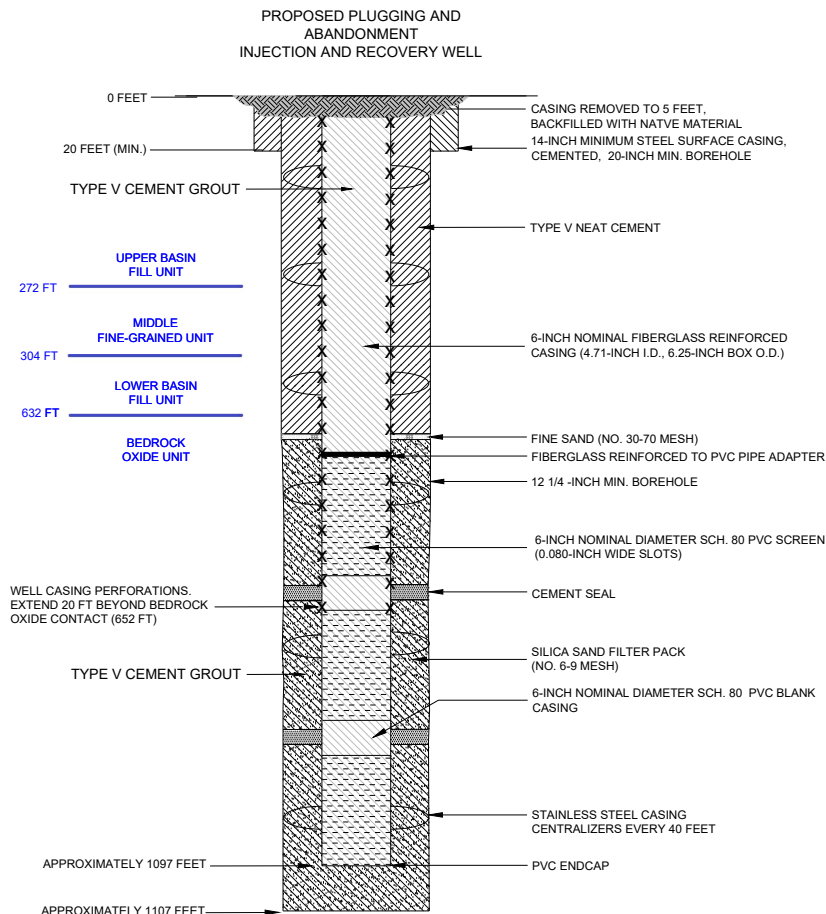 PROPOSED PLUGGING AND
ABANDONMENT
INJECTION AND RECOVERY WELL
0 FEET
20 FEET (MIN.)
TYPE V CEMENT GROUT
UPPER BASIN
FILL UNIT
272 FT
MIDDLE
FINE-GRAINED UNIT
304 FT
LOWER BASIN
FILL UNIT
632 FT
BEDROCK
OXIDE UNIT
WELL CASING PERFORATIONS.
EXTEND 20 FT BEYOND BEDROCK
OXIDE CONTACT (652 FT)
TYPE V CEMENT GROUT
APPROXIMATELY 1097 FEET
APPROXIMATELY 1107 FEET
CASING REMOVED TO 5 FEET,
BACKFILLED WITH NATVE MATERIAL
14-INCH MINIMUM STEEL SURFACE CASING,
CEMENTED, 20-INCH MIN. BOREHOLE
TYPE V NEAT CEMENT
6-INCH NOMINAL FIBERGLASS REINFORCED
CASING (4.71-INCH I.D., 6.25-INCH BOX O.D.)
FINE SAND (NO. 30-70 MESH)
FIBERGLASS REINFORCED TO PVC PIPE ADAPTER
12 1/4 -INCH MIN. BOREHOLE
6-INCH NOMINAL DIAMETER SCH. 80 PVC SCREEN
(0.080-INCH WIDE SLOTS)
CEMENT SEAL
SILICA SAND FILTER PACK
(NO. 6-9 MESH)
6-INCH NOMINAL DIAMETER SCH. 80 PVC BLANK
CASING
STAINLESS STEEL CASING
CENTRALIZERS EVERY 40 FEET
PVC ENDCAP